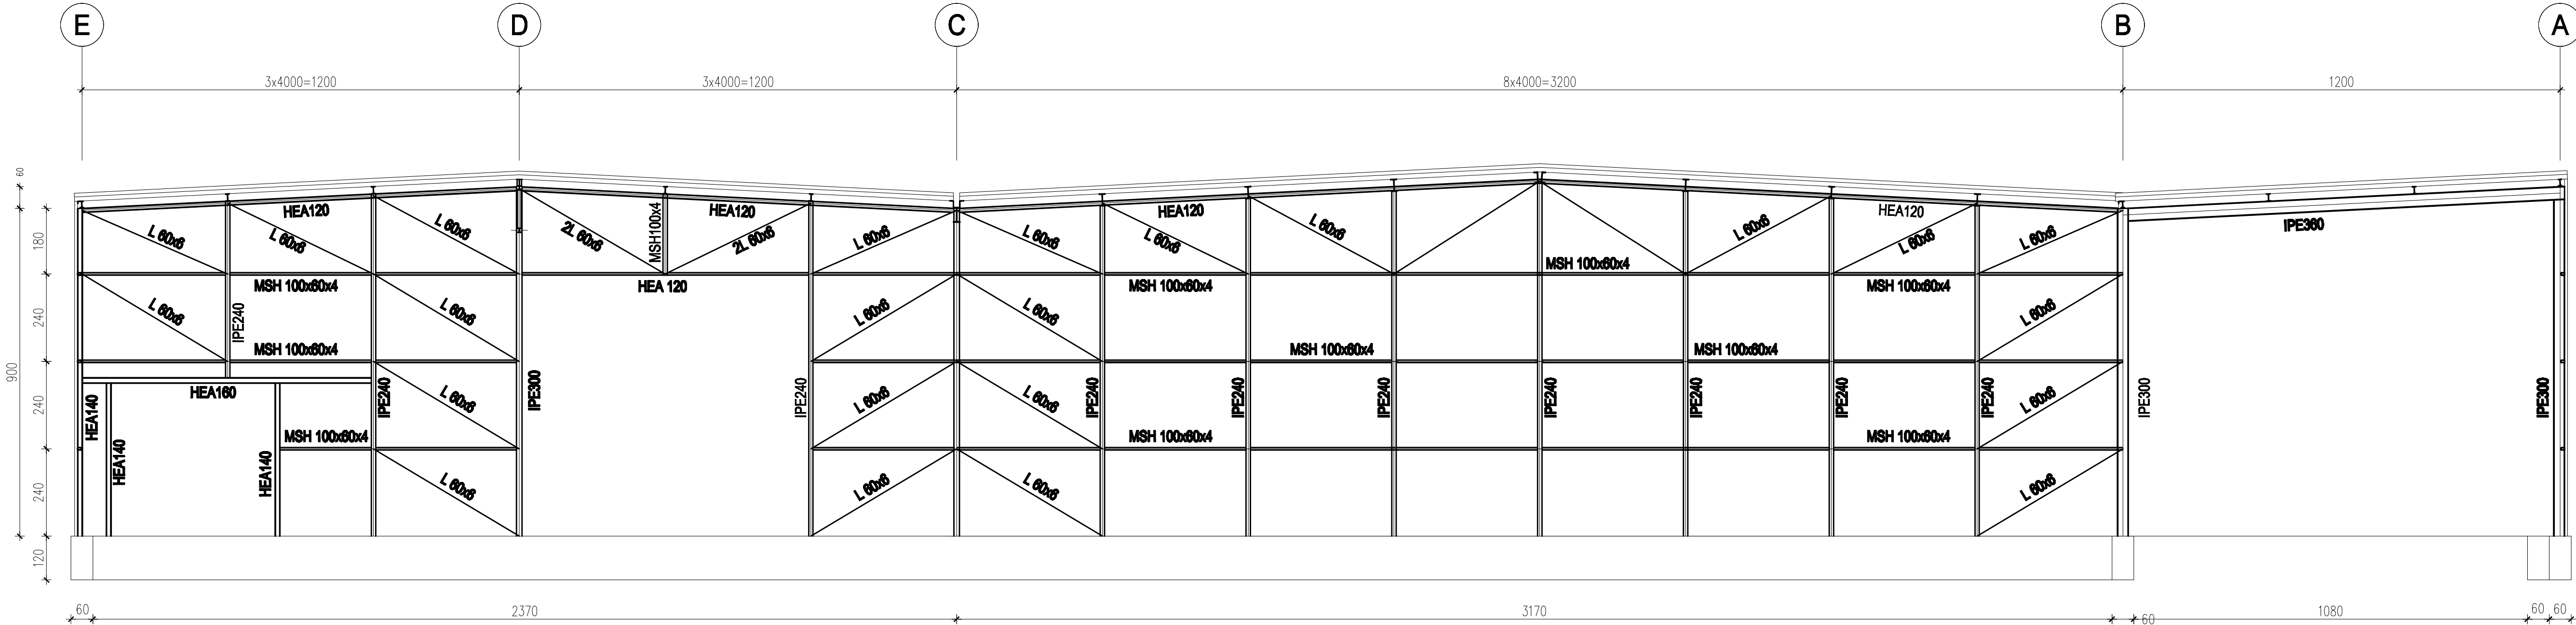 E D C B A
3x4000=1200 3x4000=1200 8x4000=3200 1200
60
HEA120 MSH100x4 HEA120 HEA120 HEA120
IPE360
180
L 60x6 L 60x6 L 60x6 2L 60x6 2L 60x6 L 60x6 L 60x6 L 60x6 L 60x6 L 60x6 L 60x6 L 60x6
MSH 100x60x4
MSH 100x60x4 HEA 120 MSH 100x60x4 MSH 100x60x4
240
L 60x6 IPE240 L 60x6 L 60x6 L 60x6 L 60x6
MSH 100x60x4 MSH 100x60x4 MSH 100x60x4
900
HEA160
240
HEA140 IPE240 L 60x6 IPE300 IPE240 L 60x6 L 60x6 IPE240 IPE240 IPE240 IPE240 IPE240 IPE240 IPE240 L 60x6 IPE300 IPE300
MSH 100x60x4 MSH 100x60x4 MSH 100x60x4
240
HEA140 HEA140 L 60x6 L 60x6 L 60x6 L 60x6
120
60 2370 3170 60 1080 60 60